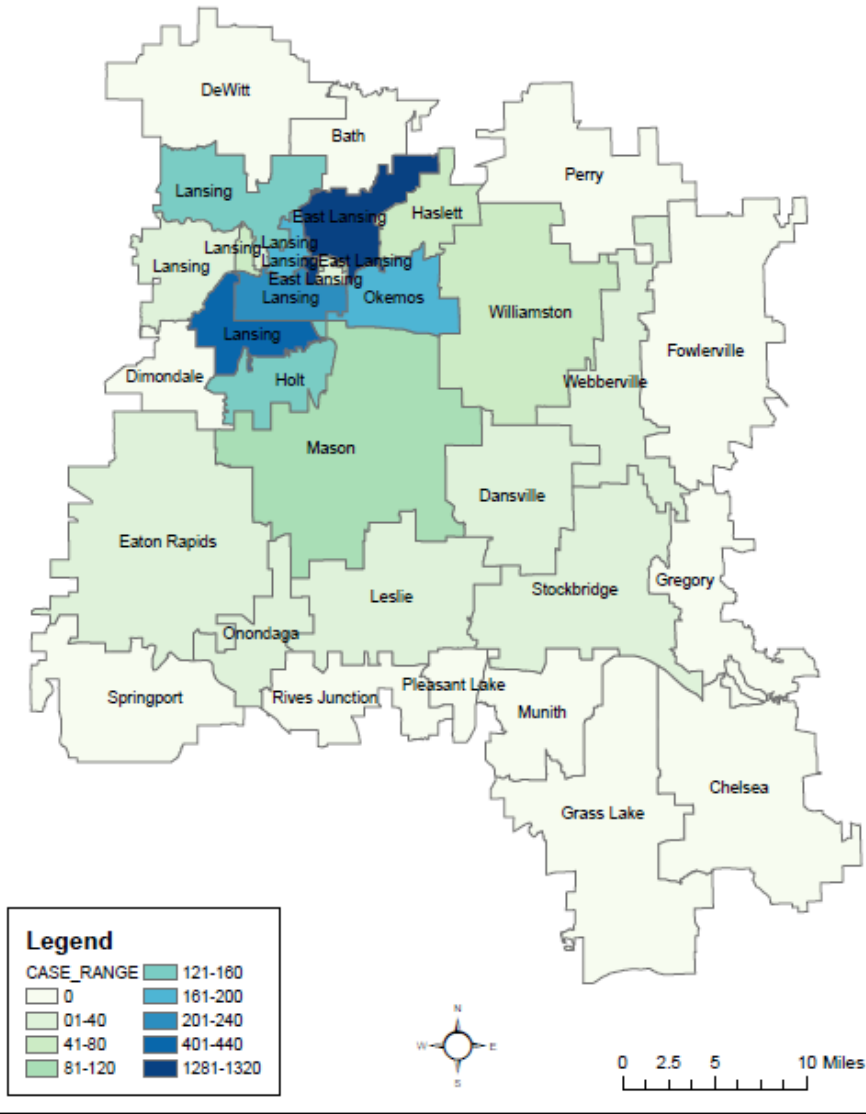 DeWitt
Bath
Perry
Lansing
East Lansing
Haslett
Lansing
Lansing
Lansing
Lansing
East Lansing
East Lansing
Lansing
Okemos
Williamston
Lansing
Fowlerville
Dimondale
Holt
Webberville
Mason
Dansville
Eaton Rapids
Gregory
Stockbridge
Leslie
Onondaga
Pleasant Lake
Springport
Rives Junction
Munith
Chelsea
Grass Lake
Legend
CASE_RANGE
0
01-40
41-80
81-120
121-160
161-200
201-240
401-440
1281-1320
N
W E
S
0 2.5 5 10 Miles